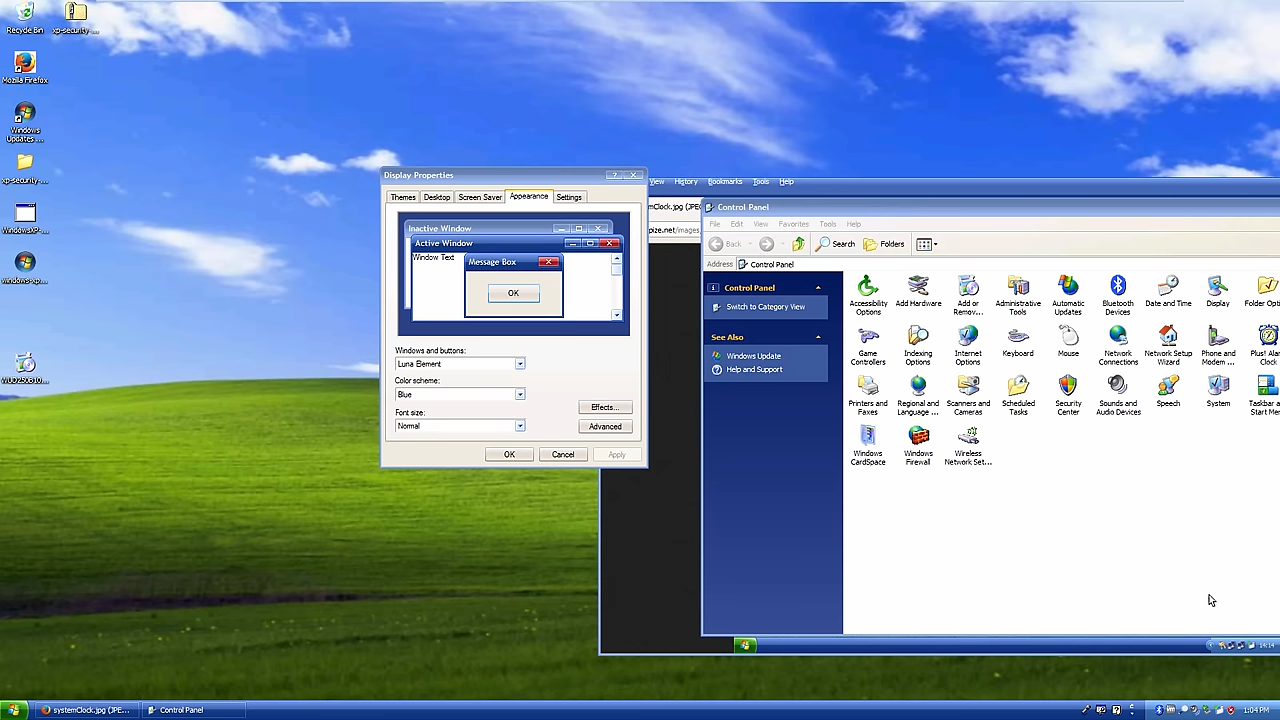 Recycle Bin
xp-security-...
Mozilla Firefox
Windows
Updates ...
xp-security-...
windows-xp...
Display Properties
Themes
Desktop
Screen Saver
Appearance
Settings
Inactive Window
Active Window
Window Text
Message Box
OK
Windows and buttons:
Luna Element
Color scheme:
Blue
Font size:
Normal
Effects...
Advanced
OK
Cancel
Apply
View
History
Bookmarks
Tools
Help
Control Panel
File
Edit
View
Favorites
Tools
Help
Back
Search
Folders
Address
Control Panel
Control Panel
Switch to Category View
See Also
Windows Update
Help and Support
Accessibility
Options
Add Hardware
Add or
Remov...
Administrative
Tools
Automatic
Updates
Bluetooth
Devices
Date and Time
Display
Folder Op
Game
Controllers
Indexing
Options
Internet
Options
Keyboard
Mouse
Network
Connections
Network Setup
Wizard
Phone and
Modem ...
Plus! Alar
Clock
Printers and
Faxes
Regional and
Language ...
Scanners and
Cameras
Scheduled
Tasks
Security
Center
Sounds and
Audio Devices
Speech
System
Taskbar a
Start Me
Windows
CardSpace
Windows
Firewall
Wireless
Network Set...
14:14
systemClock.jpg (JPE...
Control Panel
1:04 PM